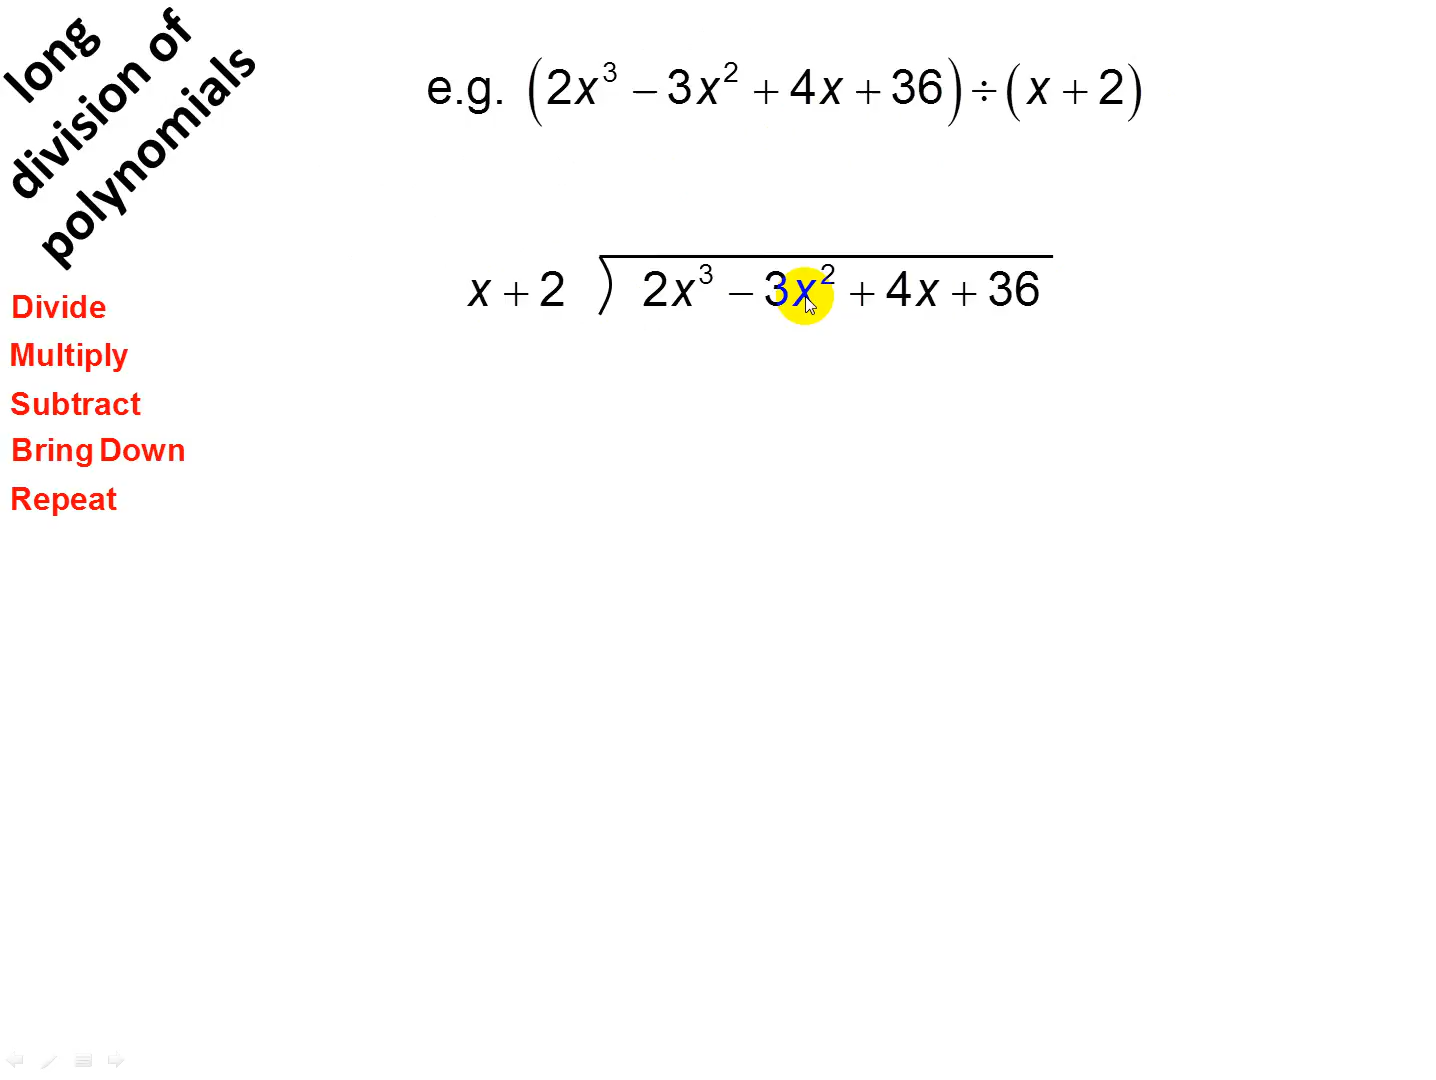 long
division of
polynomials
e.g. (2x³ − 3x² + 4x + 36) ÷ (x + 2)
x + 2 ) 2x³ − 3x² + 4x + 36
Divide
Multiply
Subtract
Bring Down
Repeat